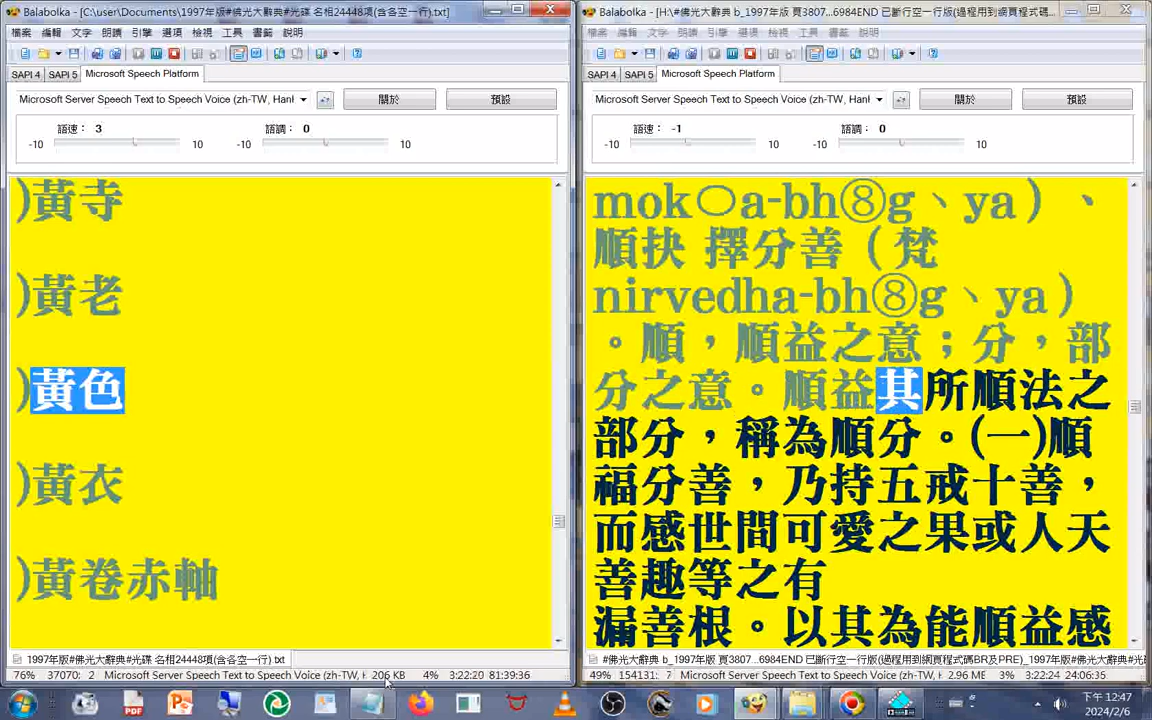 Balabolka - [C:\user\Documents\1997年版#佛光大辭典#光碟 名相24448項(含各空一行).txt]
檔案 編輯 文字 朗讀 引擎 選項 檢視 工具 書籤 說明
SAPI 4 SAPI 5 Microsoft Speech Platform
Microsoft Server Speech Text to Speech Voice (zh-TW, Hanl
關於
預設
語速： 3
語調： 0
-10 10 -10 10
)黃寺
)黃老
)黃色
)黃衣
)黃卷赤軸
1997年版#佛光大辭典#光碟 名相24448項(含各空一行).txt
76% 37070: 2 Microsoft Server Speech Text to Speech Voice (zh-TW, H 206 KB 4% 3:22:20 81:39:36
Balabolka - [H:\#佛光大辭典 b_1997年版 頁3807...6984END 已斷行空一行版(過程用到網頁程式碼...
檔案 編輯 文字 朗讀 引擎 選項 檢視 工具 書籤 說明
SAPI 4 SAPI 5 Microsoft Speech Platform
Microsoft Server Speech Text to Speech Voice (zh-TW, Hanl
關於
預設
語速： -1
語調： 0
-10 10 -10 10
mok〇a-bh⑧g、ya）、
順抉 擇分善（梵
nirvedha-bh⑧g、ya）
。順，順益之意；分，部
分之意。順益其所順法之
部分，稱為順分。(一)順
福分善，乃持五戒十善，
而感世間可愛之果或人天
善趣等之有
漏善根。以其為能順益感
#佛光大辭典 b_1997年版 頁3807...6984END 已斷行空一行版(過程用到網頁程式碼BR及PRE)_1997年版#佛光
49% 154131: 7 Microsoft Server Speech Text to Speech Voice (zh-TW, H 2.96 MB 3% 3:22:24 24:06:35
下午 12:47
2024/2/6